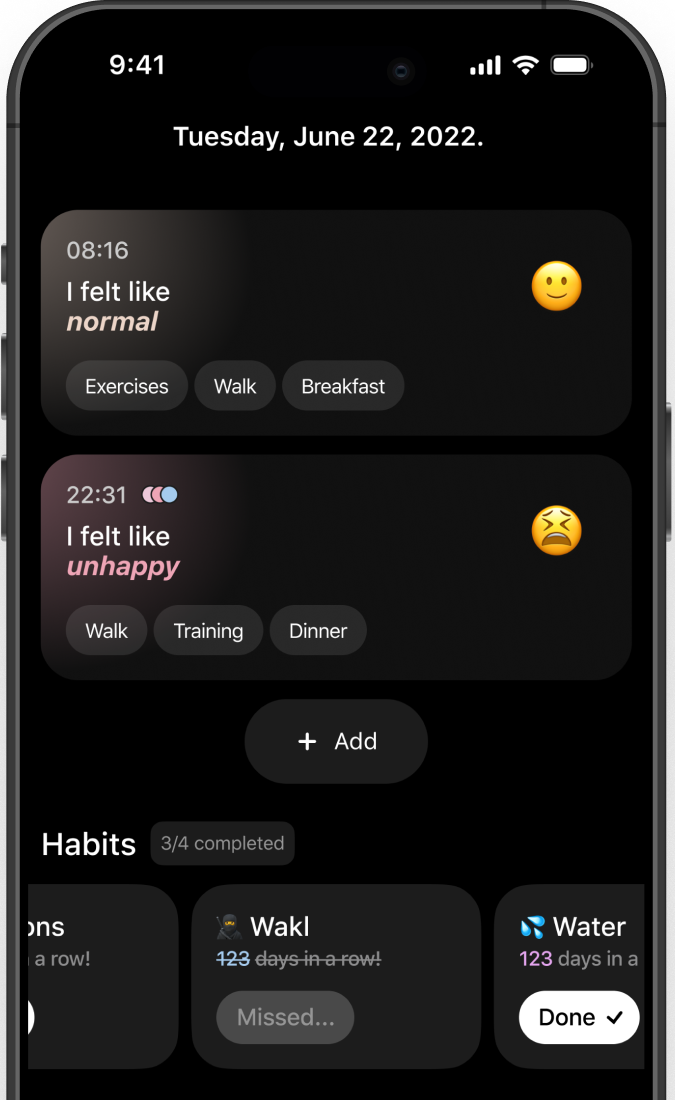 9:41
Tuesday, June 22, 2022.
08:16
I felt like
normal
Exercises Walk Breakfast
22:31
I felt like
unhappy
Walk Training Dinner
+ Add
Habits 3/4 completed
ons
a row!
Wakl
123 days in a row!
Missed...
Water
123 days in a
Done